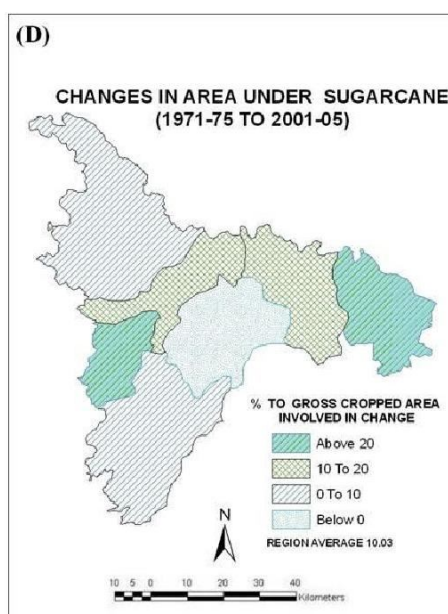 (D)
CHANGES IN AREA UNDER SUGARCANE
(1971-75 TO 2001-05)
% TO GROSS CROPPED AREA
INVOLVED IN CHANGE
Above 20
10 To 20
0 To 10
Below 0
REGION AVERAGE 10.03
N
10 5 0 10 20 30 40
Kilometers